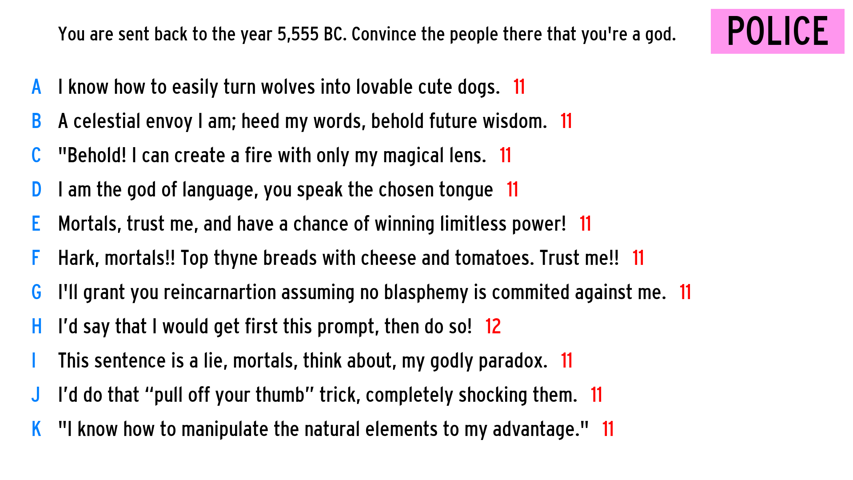 You are sent back to the year 5,555 BC. Convince the people there that you're a god.
POLICE
A I know how to easily turn wolves into lovable cute dogs. 11
B A celestial envoy I am; heed my words, behold future wisdom. 11
C "Behold! I can create a fire with only my magical lens. 11
D I am the god of language, you speak the chosen tongue 11
E Mortals, trust me, and have a chance of winning limitless power! 11
F Hark, mortals!! Top thyne breads with cheese and tomatoes. Trust me!! 11
G I'll grant you reincarnartion assuming no blasphemy is commited against me. 11
H I’d say that I would get first this prompt, then do so! 12
I This sentence is a lie, mortals, think about, my godly paradox. 11
J I’d do that “pull off your thumb” trick, completely shocking them. 11
K "I know how to manipulate the natural elements to my advantage." 11